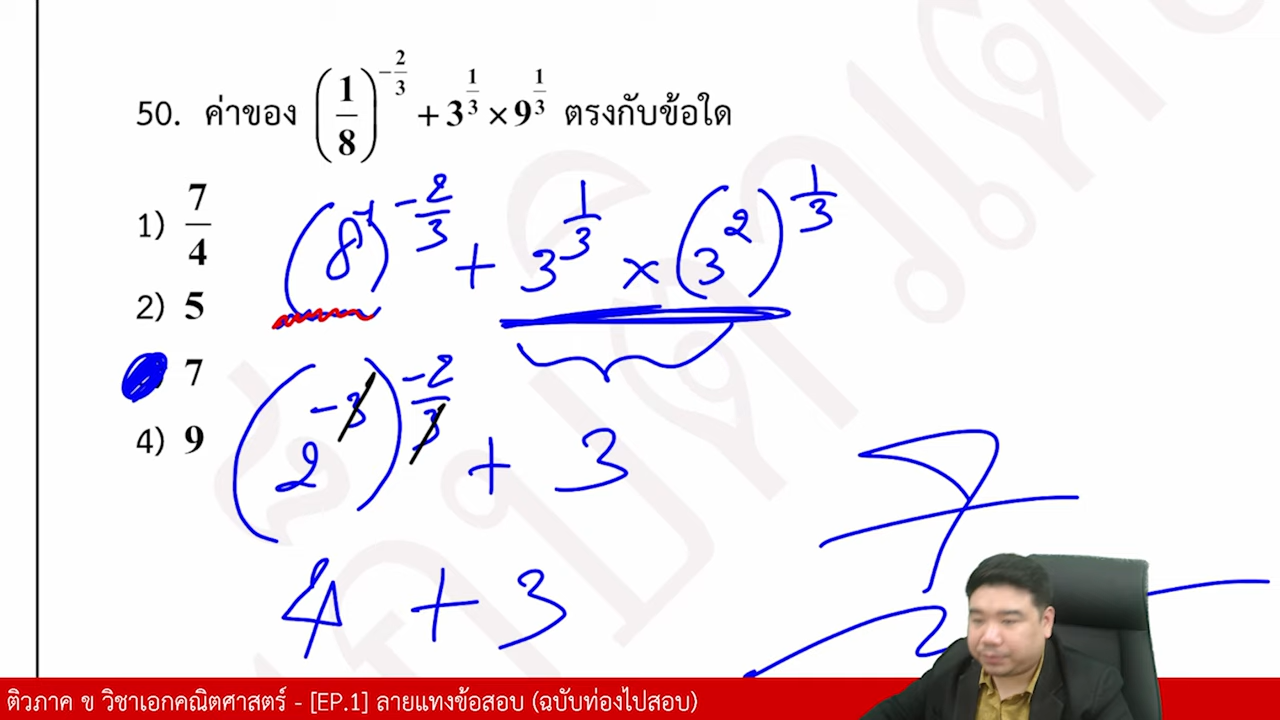 50. ค่าของ (1/8)^(-2/3) + 3^(1/3) × 9^(1/3) ตรงกับข้อใด
1) 7/4
(8^-1)^(-2/3) + 3^(1/3) × (3^2)^(1/3)
2) 5
7
4) 9
(2^-3)^(-2/3) + 3
7
4 + 3
ติวภาค ข วิชาเอกคณิตศาสตร์ - [EP.1] ลายแทงข้อสอบ (ฉบับท่องไปสอบ)